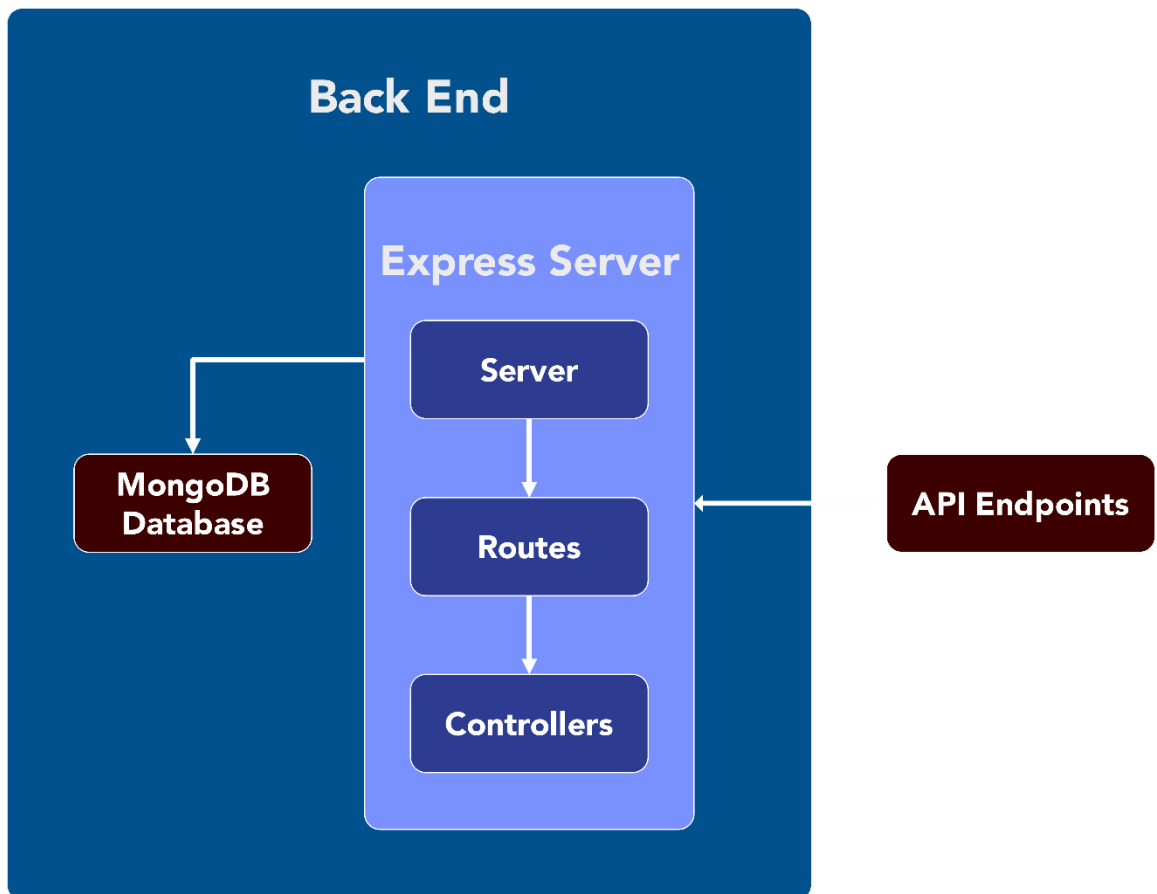 Back End
Express Server
Server
MongoDB
Database
API Endpoints
Routes
Controllers